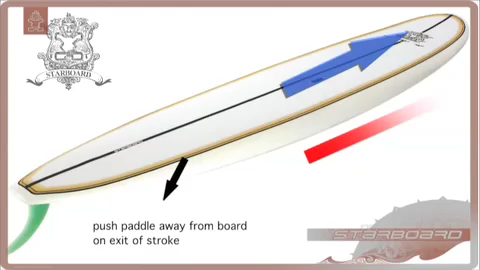 STARBOARD
push paddle away from board
on exit of stroke
STARBOARD